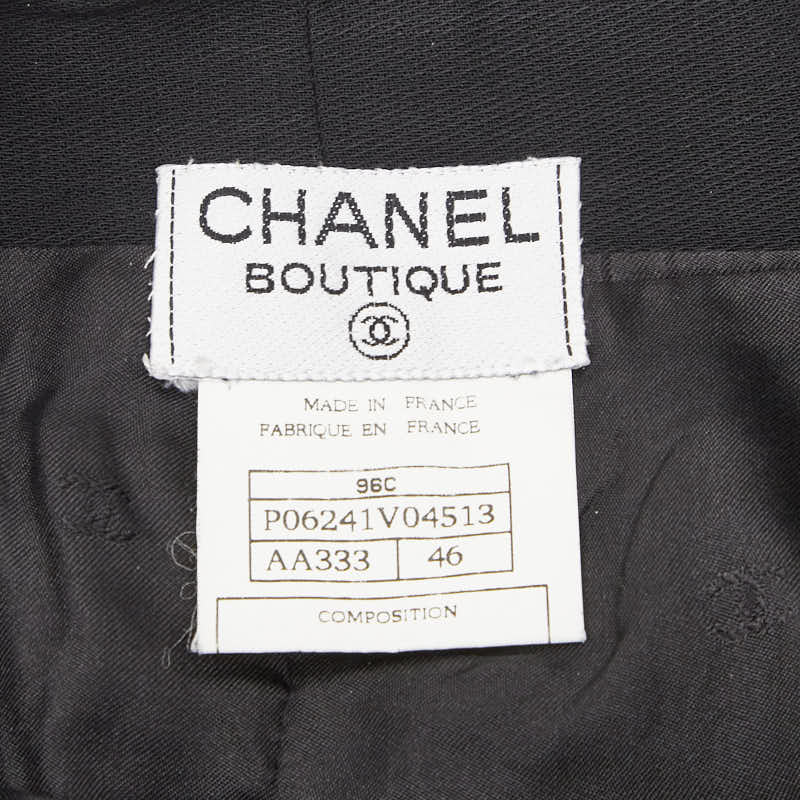 CHANEL
BOUTIQUE
MADE IN FRANCE
FABRIQUE EN FRANCE
96C
P06241V04513
AA333 46
COMPOSITION